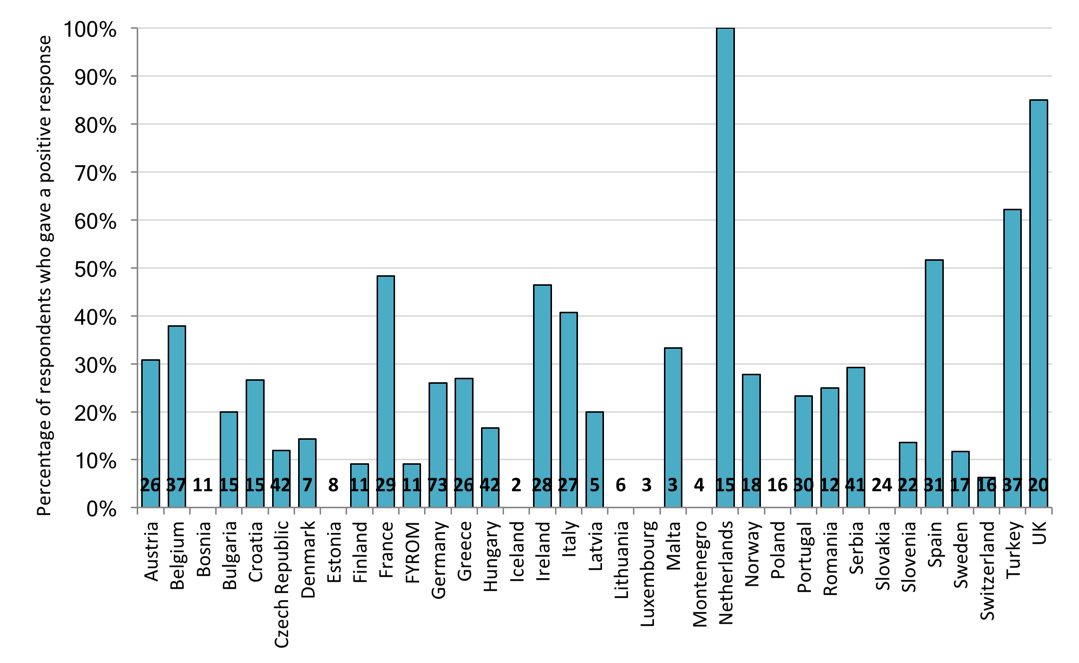 Percentage of respondents who gave a positive response
100%
90%
80%
70%
60%
50%
40%
30%
20%
10%
0%
26 37 11 15 15 42 7 8 11 29 11 73 26 42 2 28 27 5 6 3 3 4 15 18 16 30 12 41 24 22 31 17 16 37 20
Austria
Belgium
Bosnia
Bulgaria
Croatia
Czech Republic
Denmark
Estonia
Finland
France
FYROM
Germany
Greece
Hungary
Iceland
Ireland
Italy
Latvia
Lithuania
Luxembourg
Malta
Montenegro
Netherlands
Norway
Poland
Portugal
Romania
Serbia
Slovakia
Slovenia
Spain
Sweden
Switzerland
Turkey
UK